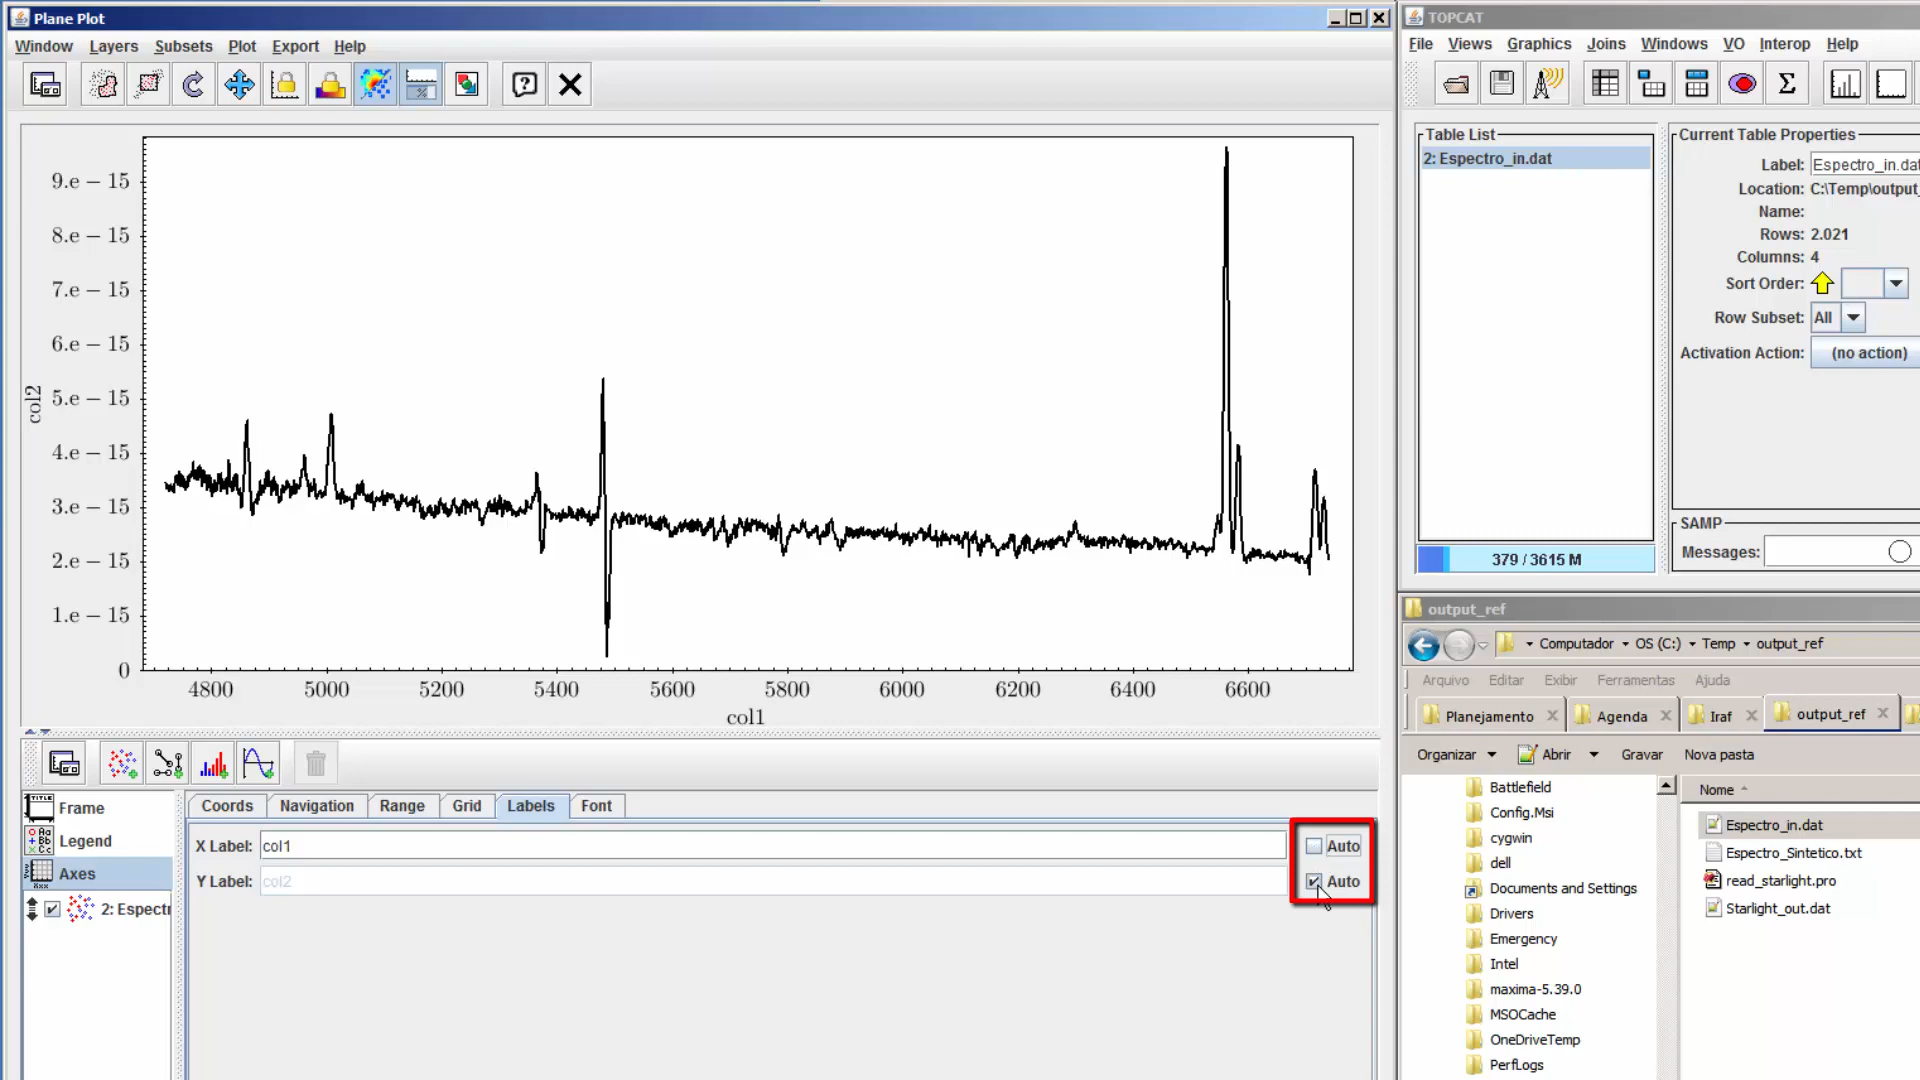 Plane Plot
Window Layers Subsets Plot Export Help
9.e − 15
8.e − 15
7.e − 15
6.e − 15
5.e − 15
4.e − 15
3.e − 15
2.e − 15
1.e − 15
0
col2
4800 5000 5200 5400 5600 5800 6000 6200 6400 6600
col1
Frame
Legend
Axes
2: Espectr
Coords Navigation Range Grid Labels Font
X Label: col1 Auto
Y Label: col2 Auto
TOPCAT
File Views Graphics Joins Windows VO Interop Help
Table List
2: Espectro_in.dat
379 / 3615 M
Current Table Properties
Label: Espectro_in.dat
Location: C:\Temp\output_
Name:
Rows: 2.021
Columns: 4
Sort Order:
Row Subset: All
Activation Action: (no action)
SAMP
Messages:
output_ref
Computador OS (C:) Temp output_ref
Arquivo Editar Exibir Ferramentas Ajuda
Planejamento Agenda Iraf output_ref
Organizar Abrir Gravar Nova pasta
Battlefield
Config.Msi
cygwin
dell
Documents and Settings
Drivers
Emergency
Intel
maxima-5.39.0
MSOCache
OneDriveTemp
PerfLogs
Nome
Espectro_in.dat
Espectro_Sintetico.txt
read_starlight.pro
Starlight_out.dat